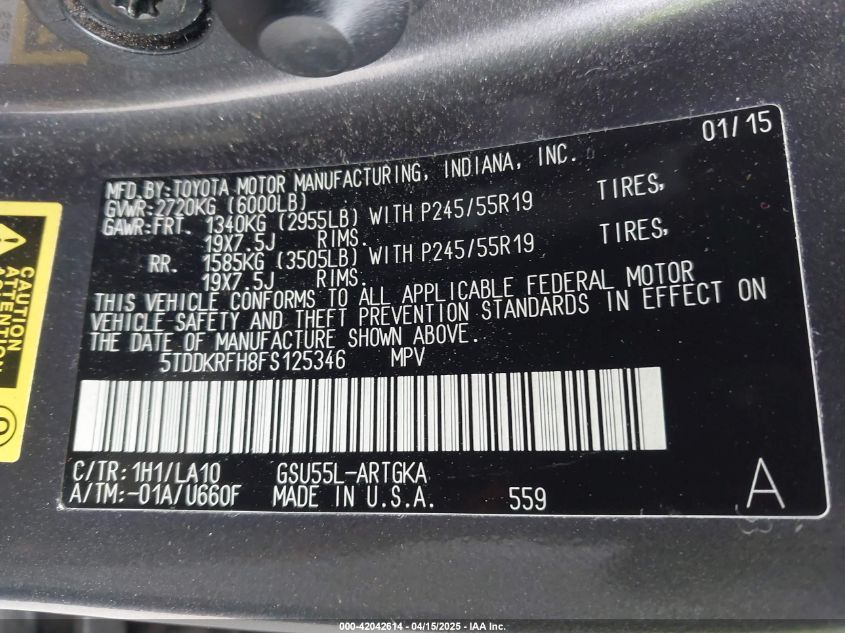 01/15
MFD.BY:TOYOTA MOTOR MANUFACTURING, INDIANA, INC.
GVWR:2720KG (6000LB)
GAWR:FRT. 1340KG (2955LB) WITH P245/55R19 TIRES,
19X7.5J RIMS.
RR. 1585KG (3505LB) WITH P245/55R19 TIRES,
19X7.5J RIMS.
THIS VEHICLE CONFORMS TO ALL APPLICABLE FEDERAL MOTOR
VEHICLE SAFETY AND THEFT PREVENTION STANDARDS IN EFFECT ON
THE DATE OF MANUFACTURE SHOWN ABOVE.
5TDDKRFH8FS125346 MPV
C/TR:1H1/LA10 GSU55L-ARTGKA
A/TM:-01A/U660F MADE IN U.S.A. 559 A
CAUTION
ATTENTION
000-42042614 - 04/15/2025 - IAA Inc.